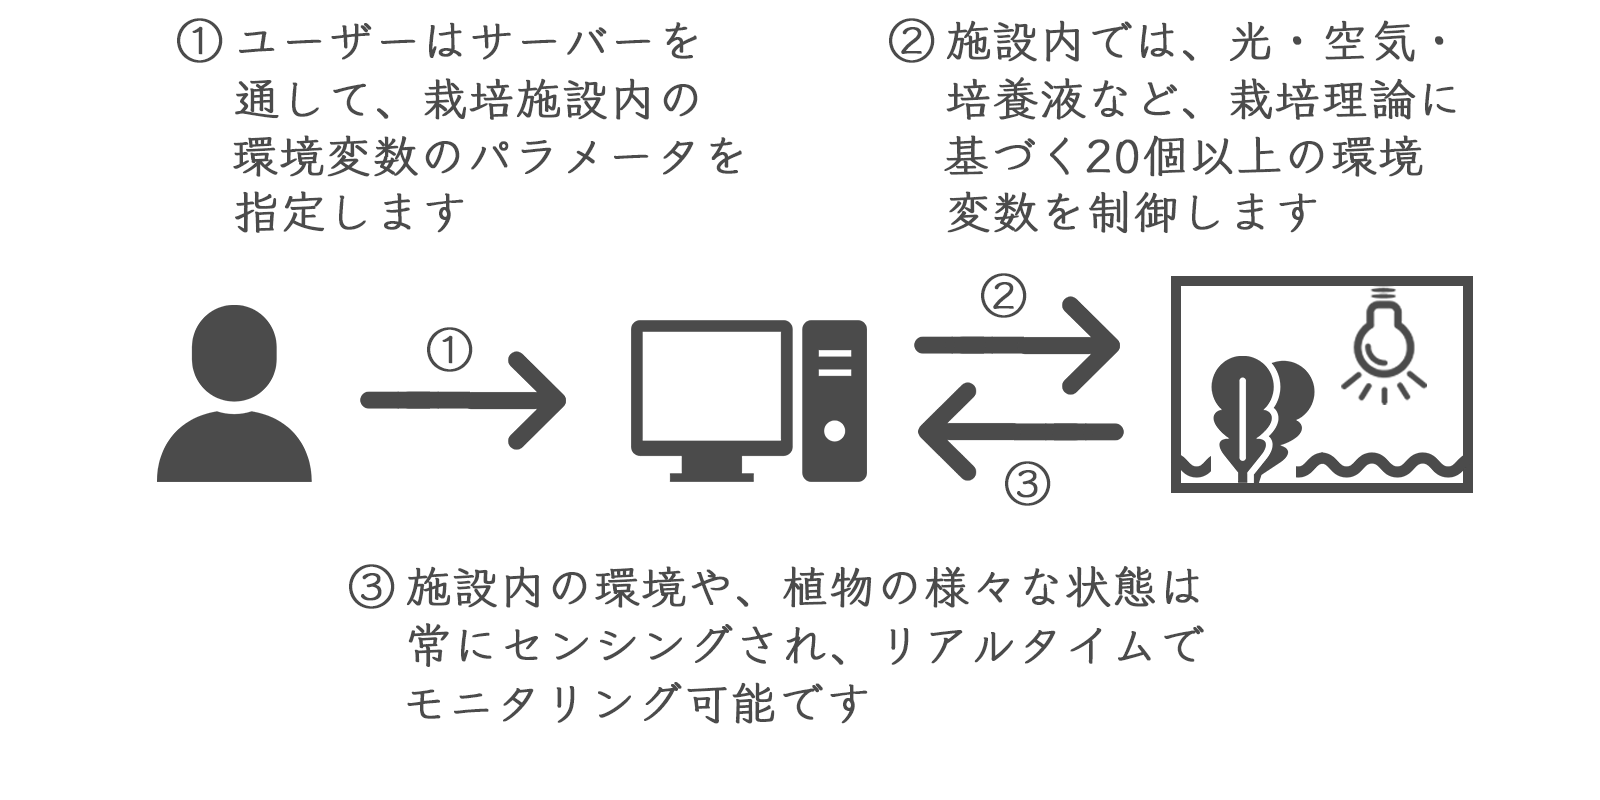 ① ユーザーはサーバーを
通して、栽培施設内の
環境変数のパラメータを
指定します
② 施設内では、光・空気・
培養液など、栽培理論に
基づく20個以上の環境
変数を制御します
①
②
③
③ 施設内の環境や、植物の様々な状態は
常にセンシングされ、リアルタイムで
モニタリング可能です